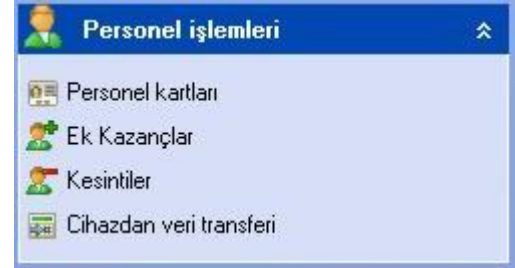 Personel işlemleri
Personel kartları
Ek Kazançlar
Kesintiler
Cihazdan veri transferi